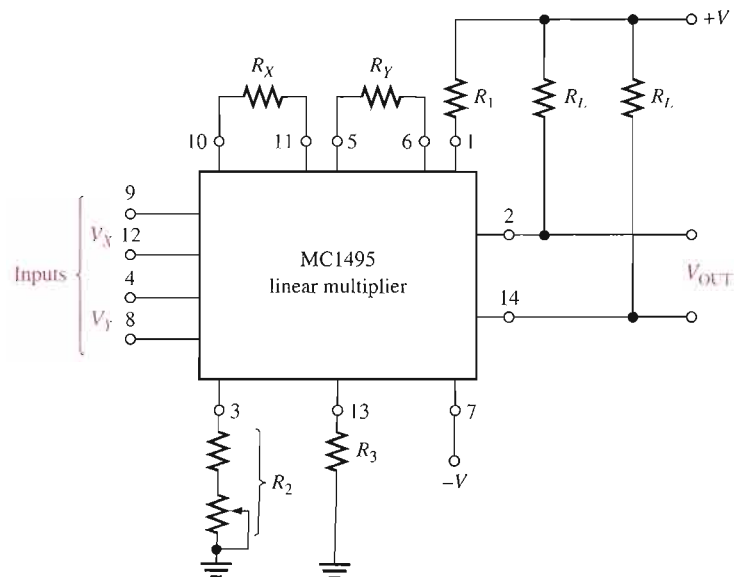 +V
R_X
R_Y
R_1
R_L
R_L
10
11
5
6
1
9
V_X
12
4
V_Y
8
Inputs
MC1495
linear multiplier
2
14
V_OUT
3
13
7
R_2
R_3
–V